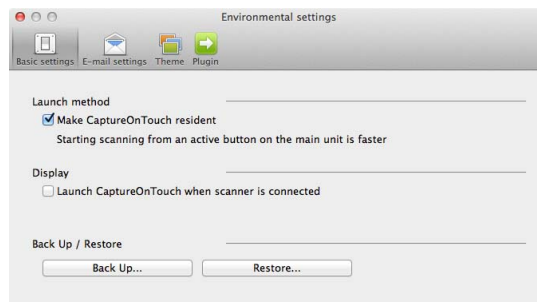 Environmental settings
Basic settings E-mail settings Theme Plugin
Launch method
Make CaptureOnTouch resident
Starting scanning from an active button on the main unit is faster
Display
Launch CaptureOnTouch when scanner is connected
Back Up / Restore
Back Up... Restore...